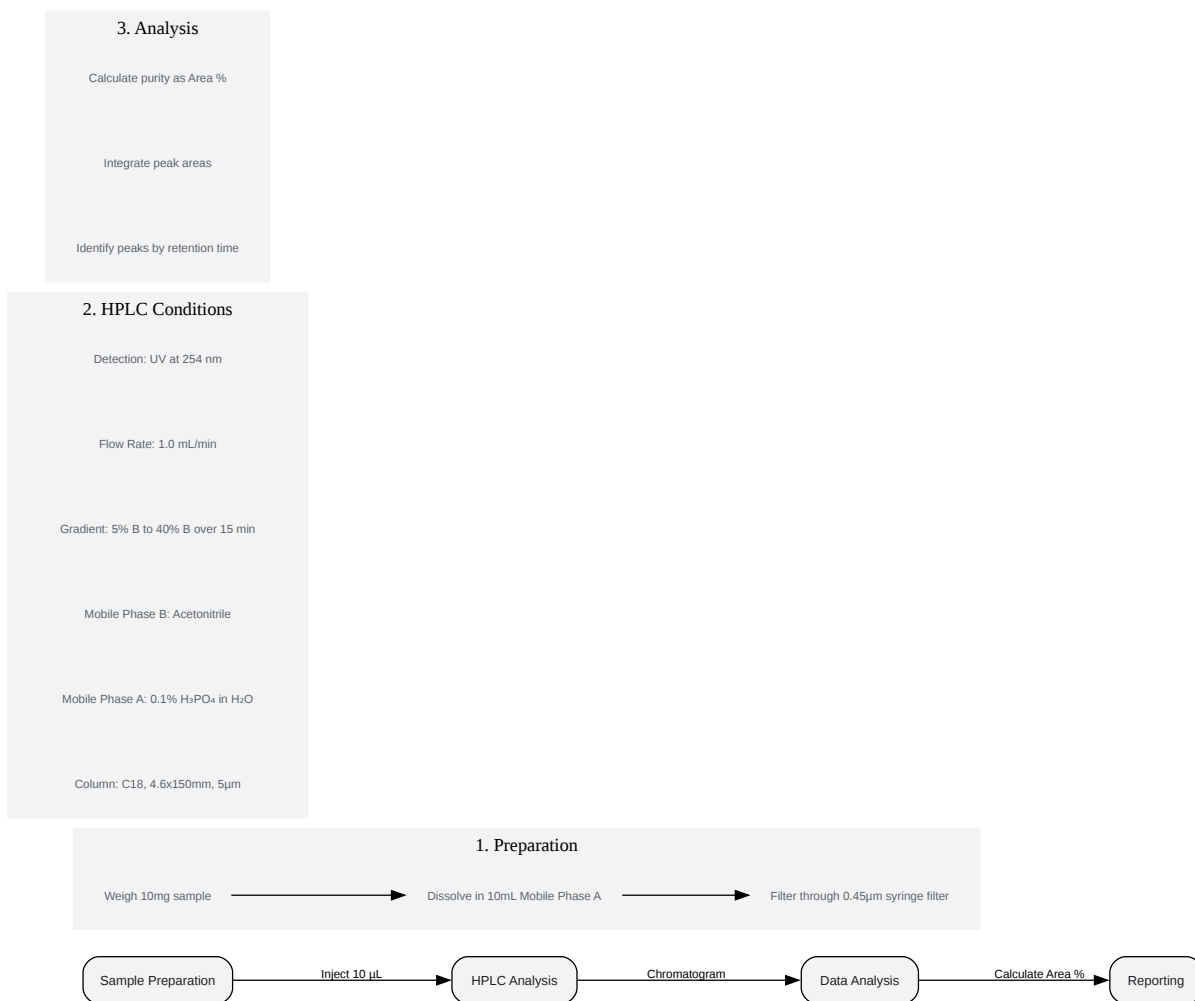 3. Analysis
Calculate purity as Area %
Integrate peak areas
Identify peaks by retention time
2. HPLC Conditions
Detection: UV at 254 nm
Flow Rate: 1.0 mL/min
Gradient: 5% B to 40% B over 15 min
Mobile Phase B: Acetonitrile
Mobile Phase A: 0.1% H₃PO₄ in H₂O
Column: C18, 4.6x150mm, 5µm
1. Preparation
Weigh 10mg sample
Dissolve in 10mL Mobile Phase A
Filter through 0.45µm syringe filter
Sample Preparation
Inject 10 µL
HPLC Analysis
Chromatogram
Data Analysis
Calculate Area %
Reporting